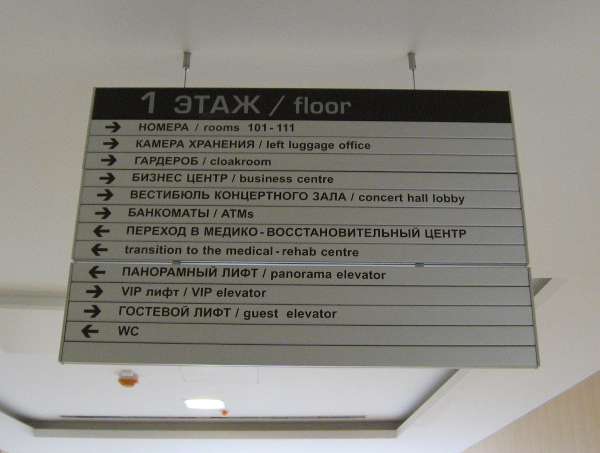 1 ЭТАЖ / floor
НОМЕРА / rooms 101-111
КАМЕРА ХРАНЕНИЯ / left luggage office
ГАРДЕРОБ / cloakroom
БИЗНЕС ЦЕНТР / business centre
ВЕСТИБЮЛЬ КОНЦЕРТНОГО ЗАЛА / concert hall lobby
БАНКОМАТЫ / ATMs
ПЕРЕХОД В МЕДИКО-ВОССТАНОВИТЕЛЬНЫЙ ЦЕНТР
transition to the medical-rehab centre
ПАНОРАМНЫЙ ЛИФТ / panorama elevator
VIP лифт / VIP elevator
ГОСТЕВОЙ ЛИФТ / guest elevator
WC